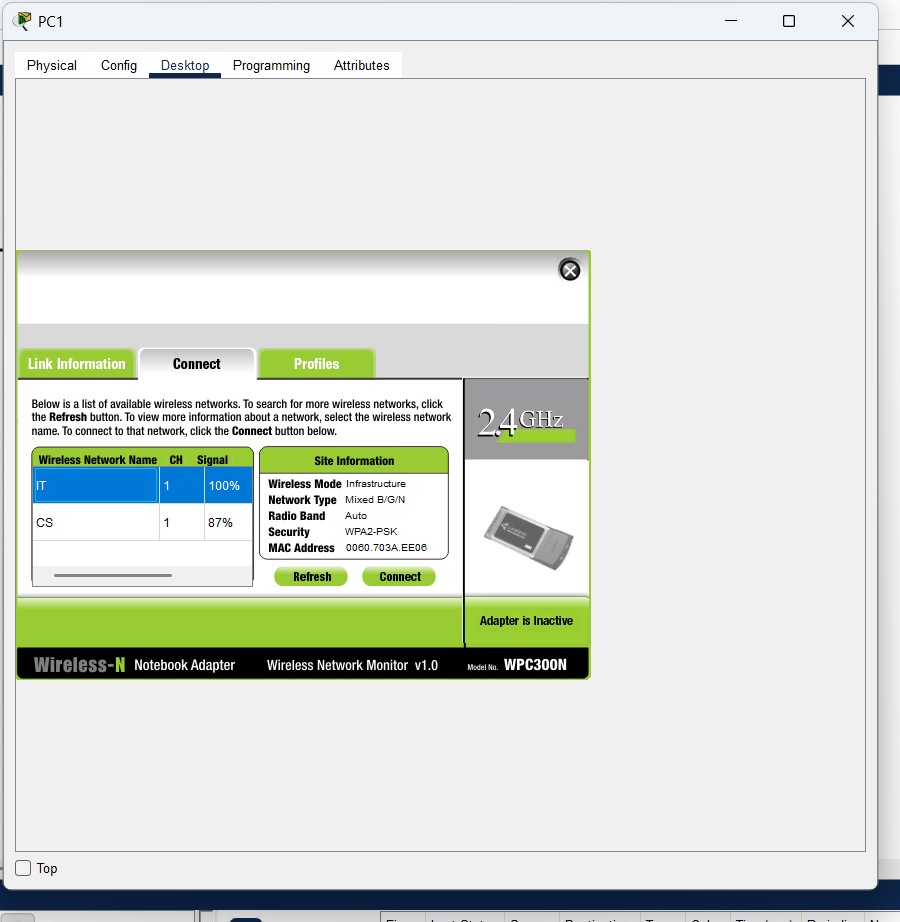 PC1
Physical Config Desktop Programming Attributes
Link Information Connect Profiles
Below is a list of available wireless networks. To search for more wireless networks, click
the Refresh button. To view more information about a network, select the wireless network
name. To connect to that network, click the Connect button below.
2.4GHz
Wireless Network Name CH Signal
IT 1 100%
CS 1 87%
Site Information
Wireless Mode Infrastructure
Network Type Mixed B/G/N
Radio Band Auto
Security WPA2-PSK
MAC Address 0060.703A.EE06
Refresh Connect
Adapter is Inactive
Wireless-N Notebook Adapter Wireless Network Monitor v1.0 Model No. WPC300N
Top